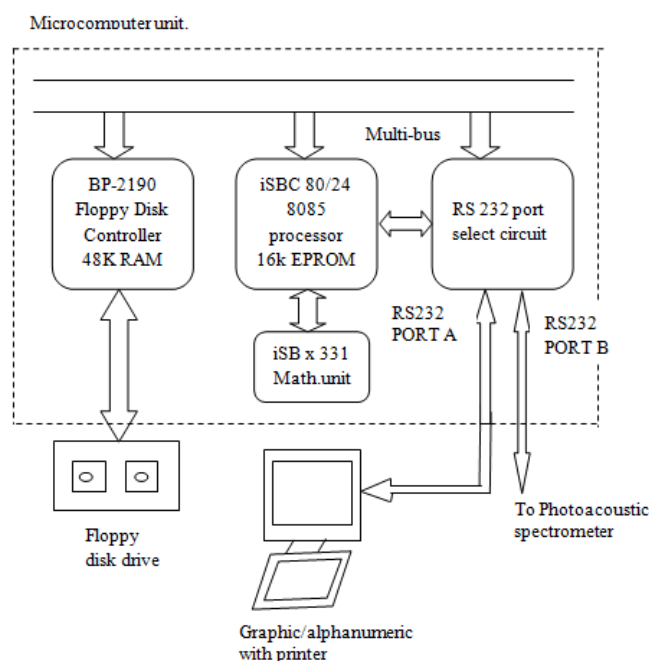 Microcomputer unit.
Multi-bus
BP-2190
Floppy Disk
Controller
48K RAM
iSBC 80/24
8085
processor
16k EPROM
RS 232 port
select circuit
iSB x 331
Math.unit
RS232
PORT A
RS232
PORT B
Floppy
disk drive
To Photoacoustic
spectrometer
Graphic/alphanumeric
with printer